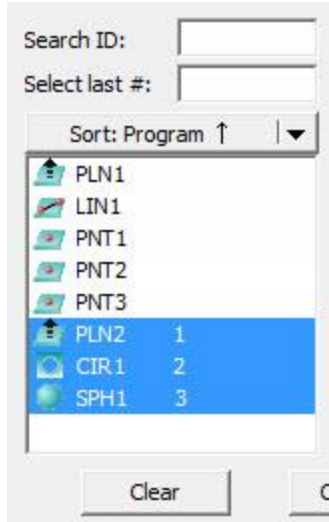 Search ID:
Select last #:
Sort: Program ↑
PLN1
LIN1
PNT1
PNT2
PNT3
PLN2 1
CIR1 2
SPH1 3
Clear